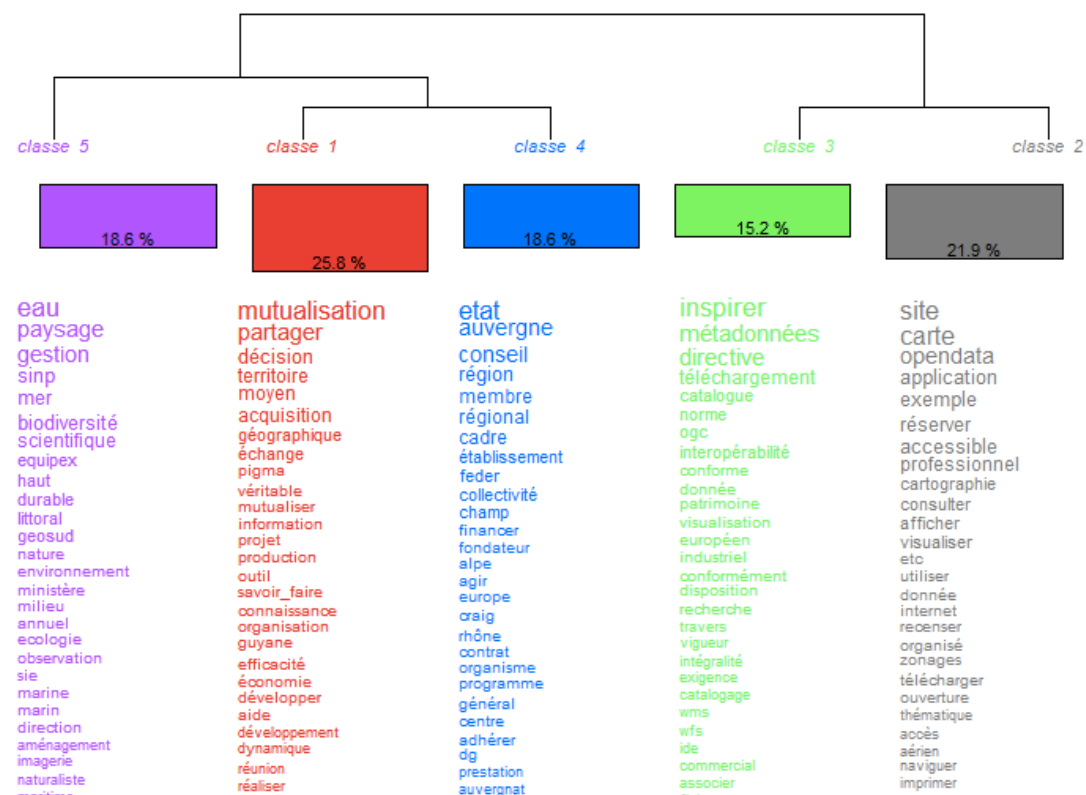 classe 5
classe 1
classe 4
classe 3
classe 2
18.6 %
25.8 %
18.6 %
15.2 %
21.9 %
eau
paysage
gestion
sinp
mer
biodiversité
scientifique
equipex
haut
durable
littoral
geosud
nature
environnement
ministère
milieu
annuel
ecologie
observation
sie
marine
marin
direction
aménagement
imagerie
naturaliste
mutualisation
partager
décision
territoire
moyen
acquisition
géographique
échange
pigma
véritable
mutualiser
information
projet
production
outil
savoir_faire
connaissance
organisation
guyane
efficacité
économie
développer
aide
développement
dynamique
réunion
réaliser
etat
auvergne
conseil
région
membre
régional
cadre
établissement
feder
collectivité
champ
financer
fondateur
alpe
agir
europe
craig
rhône
contrat
organisme
programme
général
centre
adhérer
dg
prestation
auvergnat
inspirer
métadonnées
directive
téléchargement
catalogue
norme
ogc
interopérabilité
conforme
donnée
patrimoine
visualisation
européen
industriel
conformément
disposition
recherche
travers
vigueur
intégralité
exigence
catalogage
wms
wfs
ide
commercial
associer
site
carte
opendata
application
exemple
réserver
accessible
professionnel
cartographie
consulter
afficher
visualiser
etc
utiliser
donnée
internet
recenser
organisé
zonages
télécharger
ouverture
thématique
accès
aérien
naviguer
imprimer